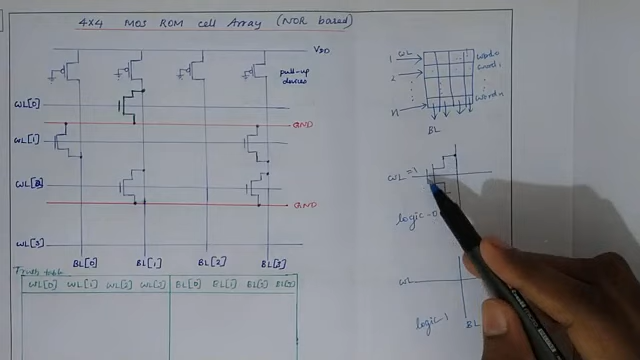 4x4 MOS ROM cell Array (NOR based)
VDD
pull-up
devices
WL[0]
GND
WL[1]
WL[2]
GND
WL[3]
BL[0] BL[1] BL[2] BL[3]
Truth table
WL[0] WL[1] WL[2] WL[3] BL[0] BL[1] BL[2] BL[3]
1 WL
word0
word1
2
n
wordn
BL
WL=1
logic-0
WL
logic 1
BL